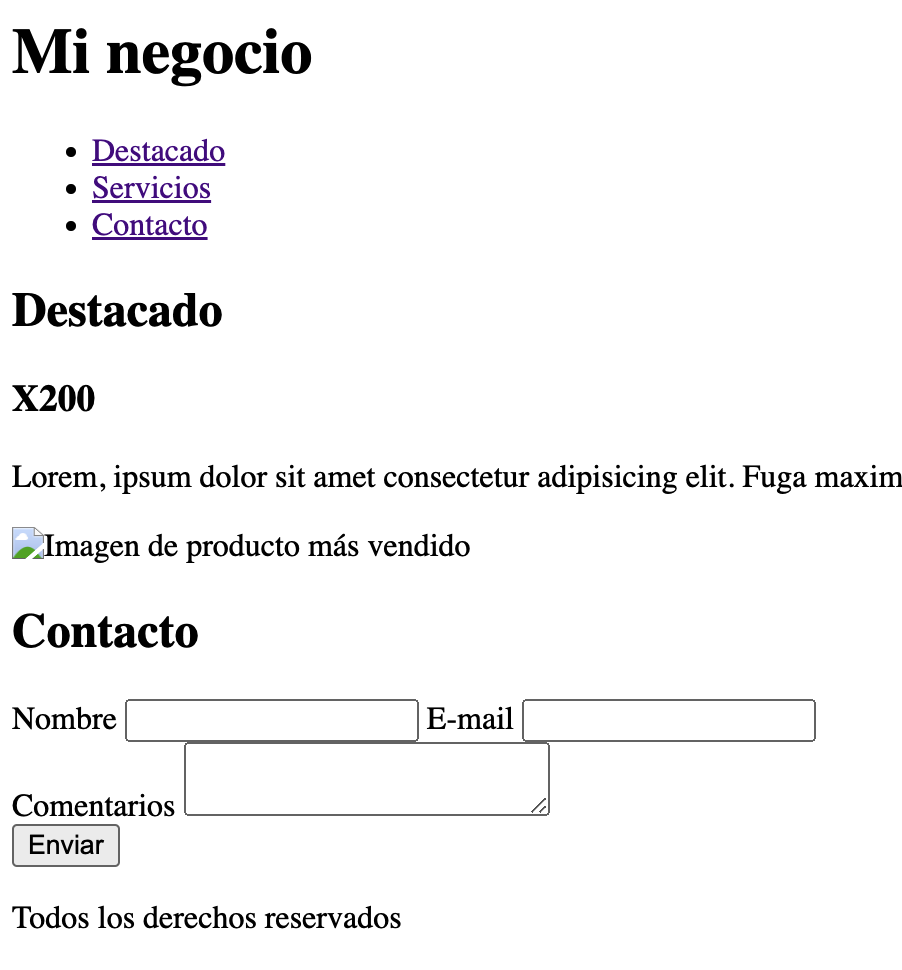 Mi negocio
Destacado
Servicios
Contacto
Destacado
X200
Lorem, ipsum dolor sit amet consectetur adipisicing elit. Fuga maxim
Imagen de producto más vendido
Contacto
Nombre E-mail
Comentarios
Enviar
Todos los derechos reservados